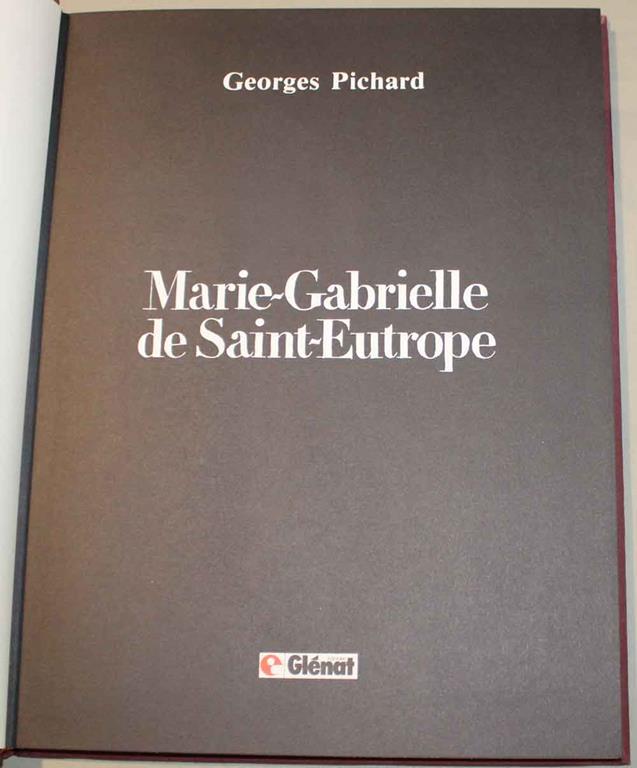 Georges Pichard
Marie-Gabrielle
de Saint-Eutrope
Glénat